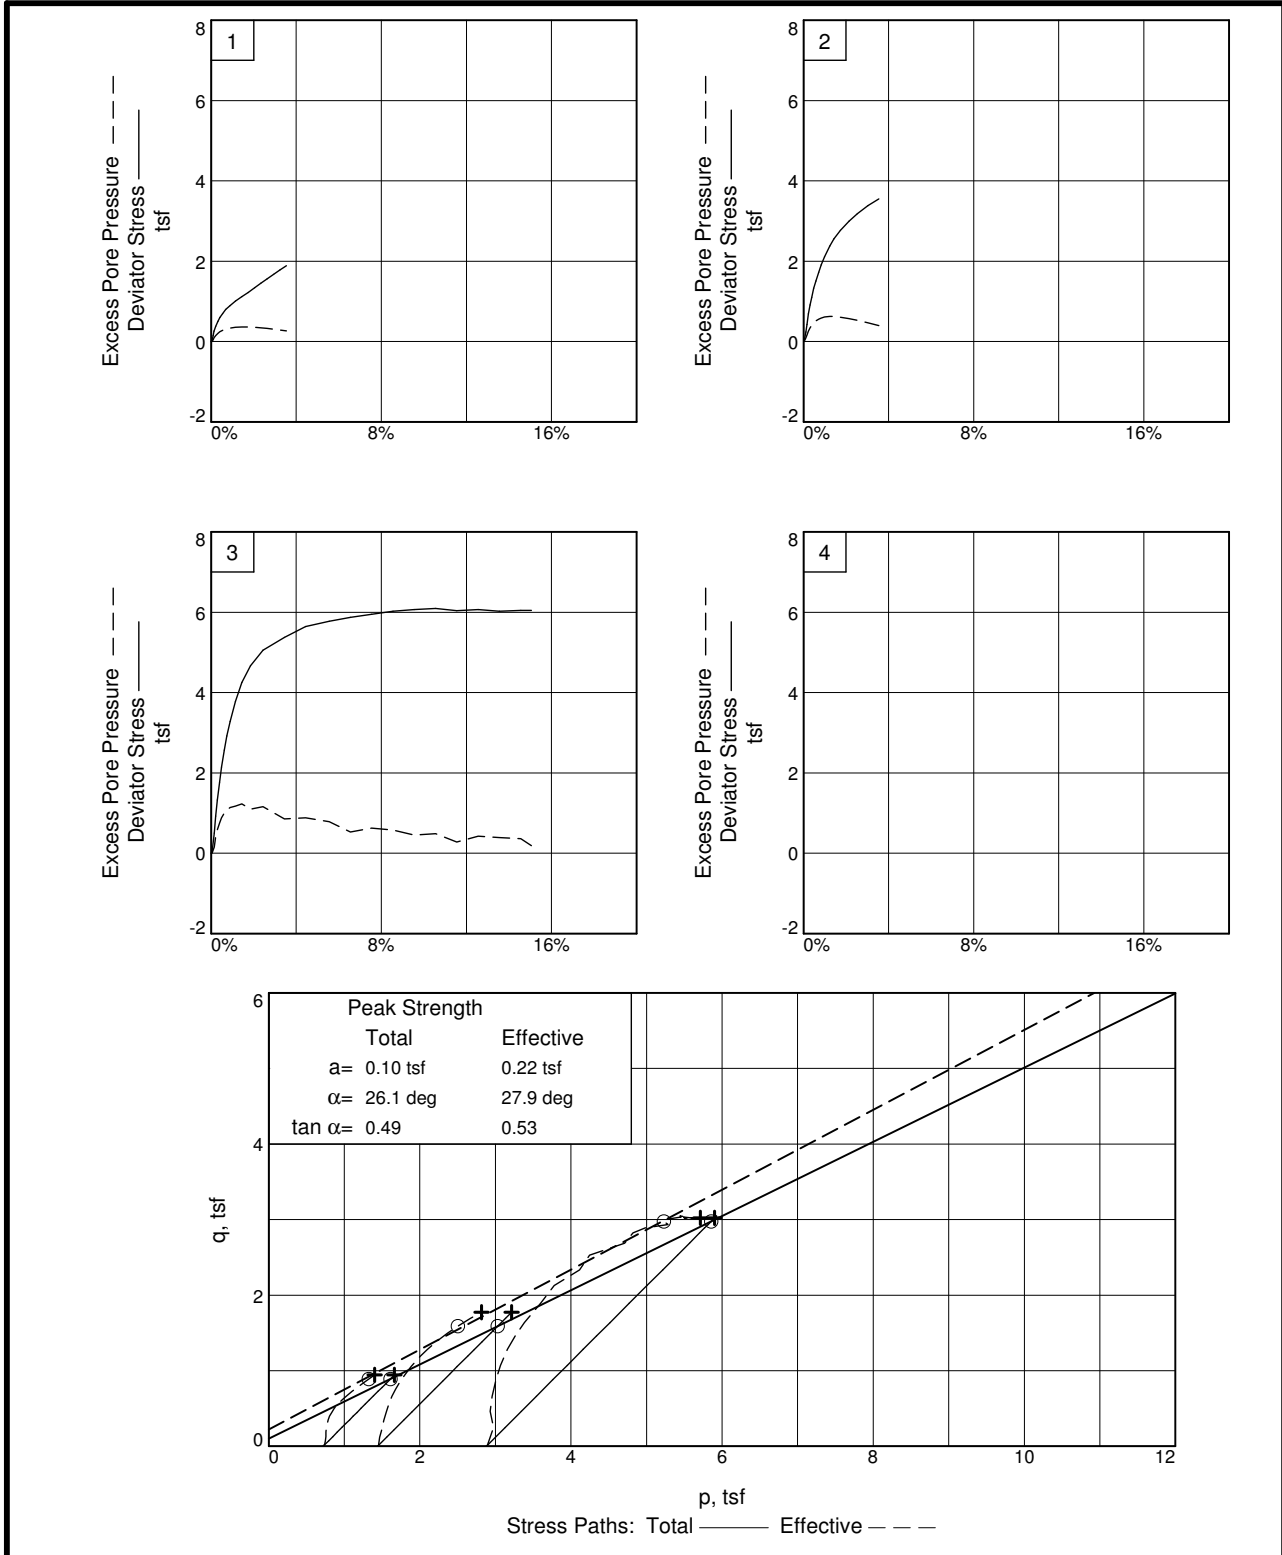 1
8
6
4
2
0
-2
0%
8%
16%
Excess Pore Pressure
Deviator Stress
tsf
2
8
6
4
2
0
-2
0%
8%
16%
Excess Pore Pressure
Deviator Stress
tsf
3
8
6
4
2
0
-2
0%
8%
16%
Excess Pore Pressure
Deviator Stress
tsf
4
8
6
4
2
0
-2
0%
8%
16%
Excess Pore Pressure
Deviator Stress
tsf
Peak Strength
Total Effective
a= 0.10 tsf 0.22 tsf
α= 26.1 deg 27.9 deg
tan α= 0.49 0.53
6
4
2
0
q, tsf
0 2 4 6 8 10 12
p, tsf
Stress Paths: Total Effective